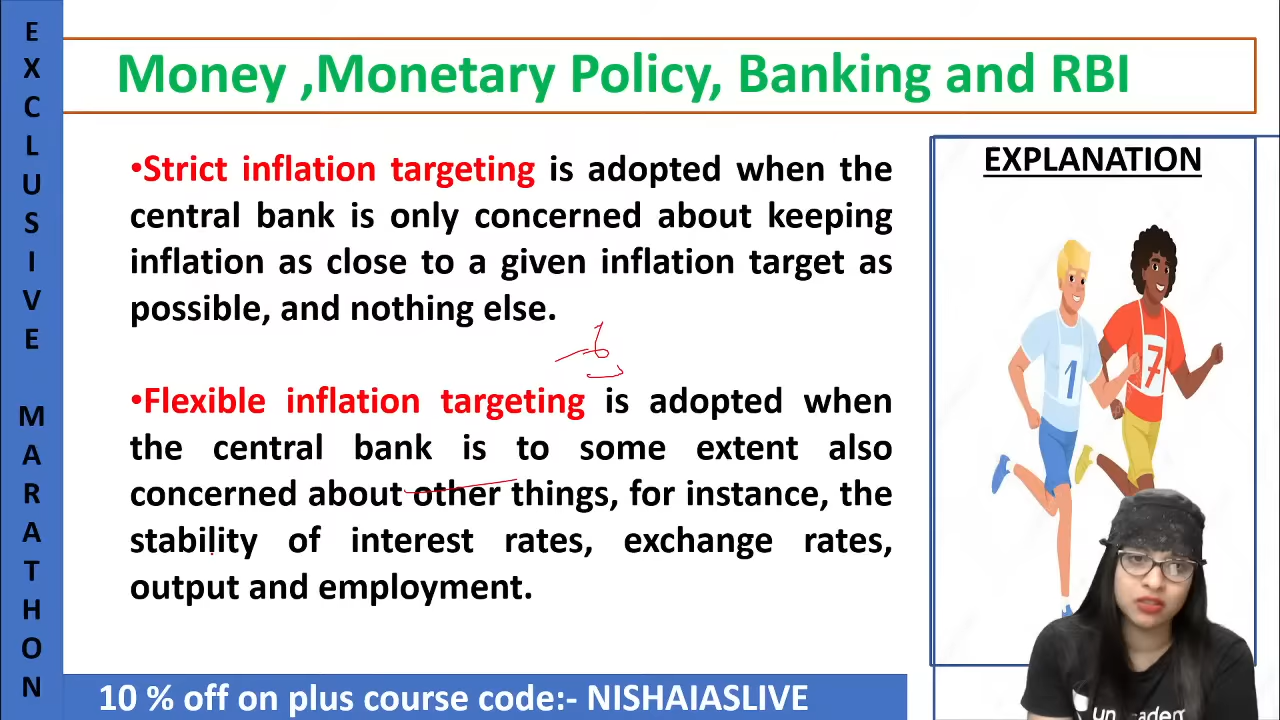 EXCLUSIVE MARATHON
Money ,Monetary Policy, Banking and RBI
•Strict inflation targeting is adopted when the
central bank is only concerned about keeping
inflation as close to a given inflation target as
possible, and nothing else.
6
•Flexible inflation targeting is adopted when
the central bank is to some extent also
concerned about other things, for instance, the
stability of interest rates, exchange rates,
output and employment.
EXPLANATION
1
7
10 % off on plus course code:- NISHAIASLIVE